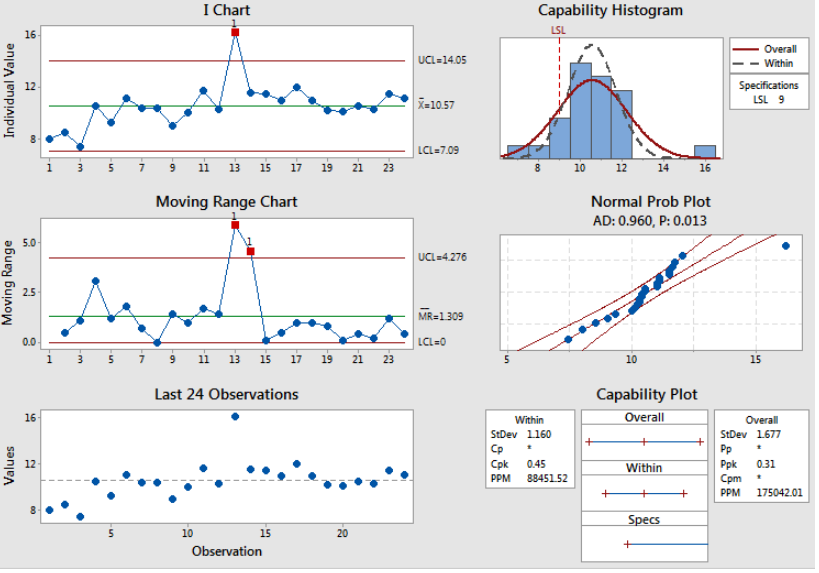 I Chart
Individual Value
16
12
8
1
UCL=14.05
X̿=10.57
LCL=7.09
1 3 5 7 9 11 13 15 17 19 21 23
Capability Histogram
LSL
8 10 12 14 16
Overall
Within
Specifications
LSL 9
Moving Range Chart
Moving Range
5.0
2.5
0.0
1
1
UCL=4.276
M̅R̅=1.309
LCL=0
1 3 5 7 9 11 13 15 17 19 21 23
Normal Prob Plot
AD: 0.960, P: 0.013
5 10 15
Last 24 Observations
Values
16
12
8
5 10 15 20
Observation
Capability Plot
Within
StDev 1.160
Cp *
Cpk 0.45
PPM 88451.52
Overall
Within
Specs
Overall
StDev 1.677
Pp *
Ppk 0.31
Cpm *
PPM 175042.01